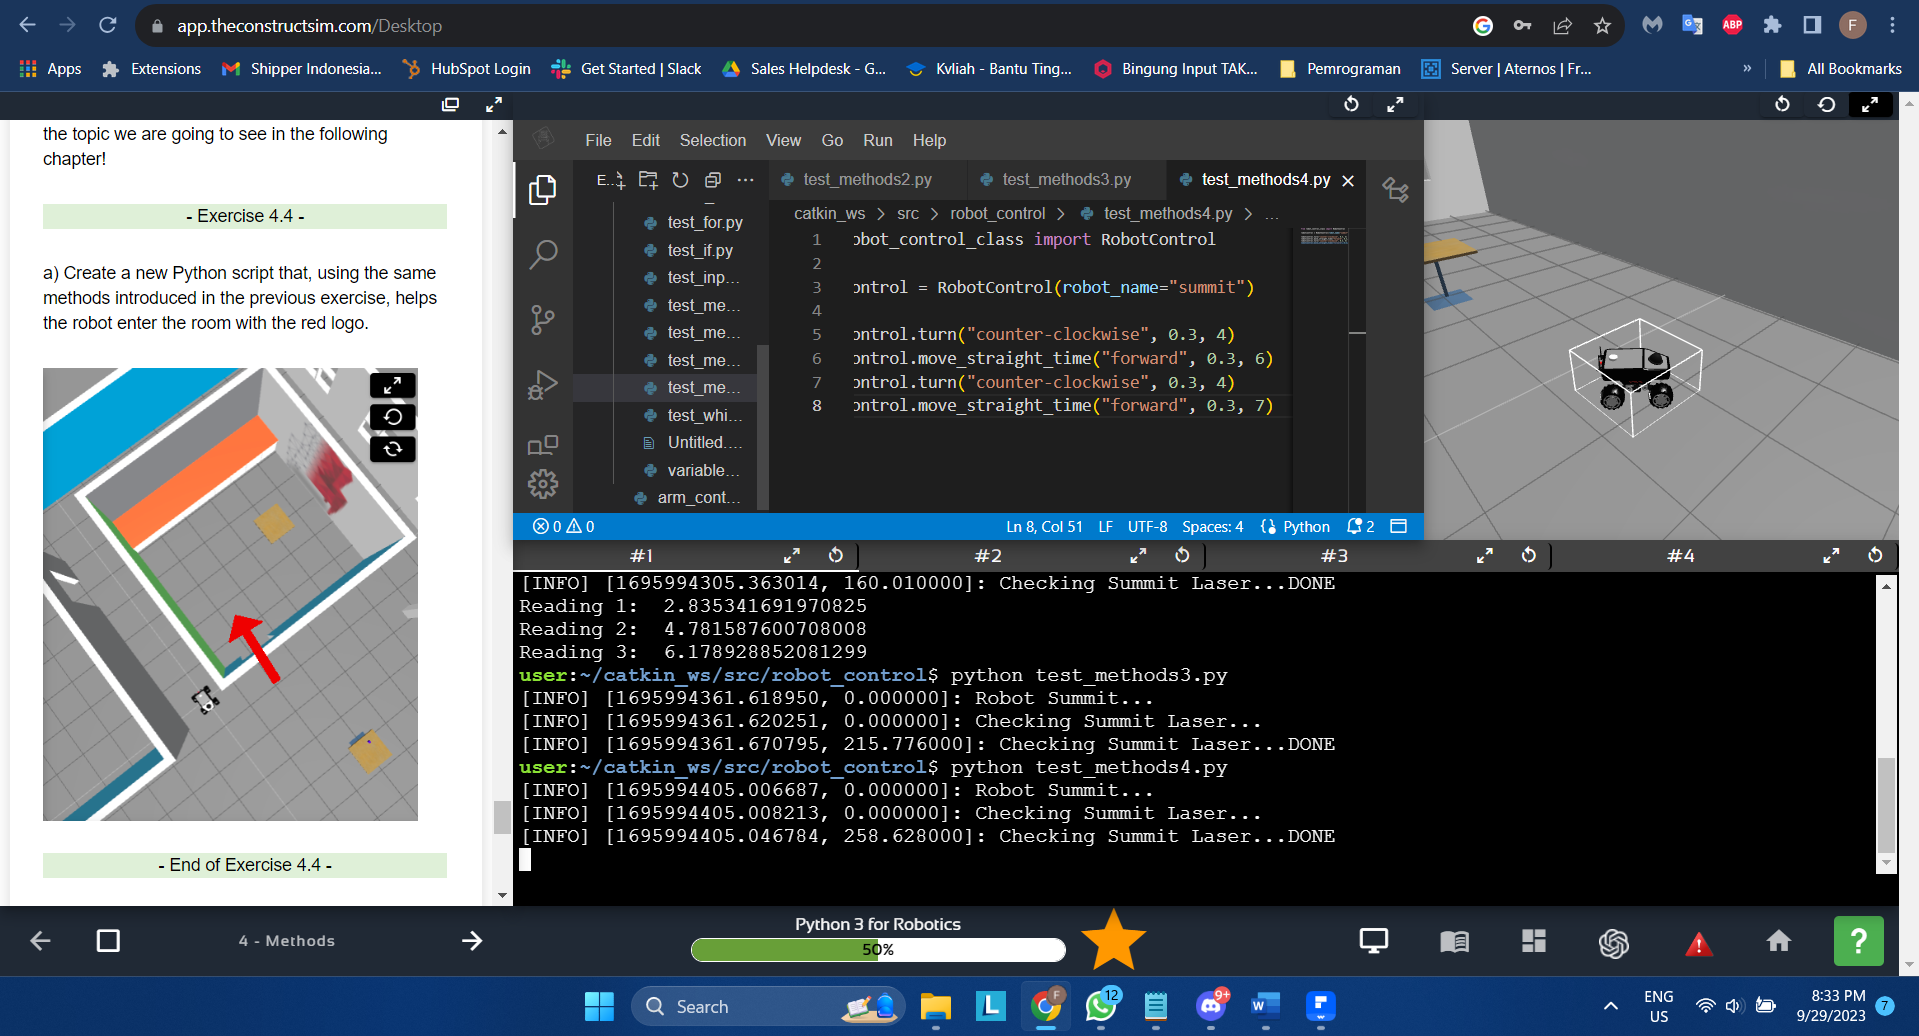 app.theconstructsim.com/Desktop
ABP
F
Apps
Extensions
Shipper Indonesia...
HubSpot Login
Get Started | Slack
Sales Helpdesk - G...
Kvliah - Bantu Ting...
Bingung Input TAK...
Pemrograman
Server | Aternos | Fr...
»
All Bookmarks
the topic we are going to see in the following
chapter!
- Exercise 4.4 -
a) Create a new Python script that, using the same
methods introduced in the previous exercise, helps
the robot enter the room with the red logo.
- End of Exercise 4.4 -
File Edit Selection View Go Run Help
E...
test_for.py
test_if.py
test_inp...
test_me...
test_me...
test_me...
test_me...
test_whi...
Untitled....
variable...
arm_cont...
test_methods2.py
test_methods3.py
test_methods4.py
catkin_ws > src > robot_control > test_methods4.py > ...
1 obot_control_class import RobotControl
2
3 ontrol = RobotControl(robot_name="summit")
4
5 ontrol.turn("counter-clockwise", 0.3, 4)
6 ontrol.move_straight_time("forward", 0.3, 6)
7 ontrol.turn("counter-clockwise", 0.3, 4)
8 ontrol.move_straight_time("forward", 0.3, 7)
0 0
Ln 8, Col 51 LF UTF-8 Spaces: 4 Python 2
#1
#2
#3
#4
[INFO] [1695994305.363014, 160.010000]: Checking Summit Laser...DONE
Reading 1: 2.835341691970825
Reading 2: 4.781587600708008
Reading 3: 6.178928852081299
user:~/catkin_ws/src/robot_control$ python test_methods3.py
[INFO] [1695994361.618950, 0.000000]: Robot Summit...
[INFO] [1695994361.620251, 0.000000]: Checking Summit Laser...
[INFO] [1695994361.670795, 215.776000]: Checking Summit Laser...DONE
user:~/catkin_ws/src/robot_control$ python test_methods4.py
[INFO] [1695994405.006687, 0.000000]: Robot Summit...
[INFO] [1695994405.008213, 0.000000]: Checking Summit Laser...
[INFO] [1695994405.046784, 258.628000]: Checking Summit Laser...DONE
4 - Methods
Python 3 for Robotics
50%
?
Search
L
F
12
9+
W
ENG
US
8:33 PM
9/29/2023
7